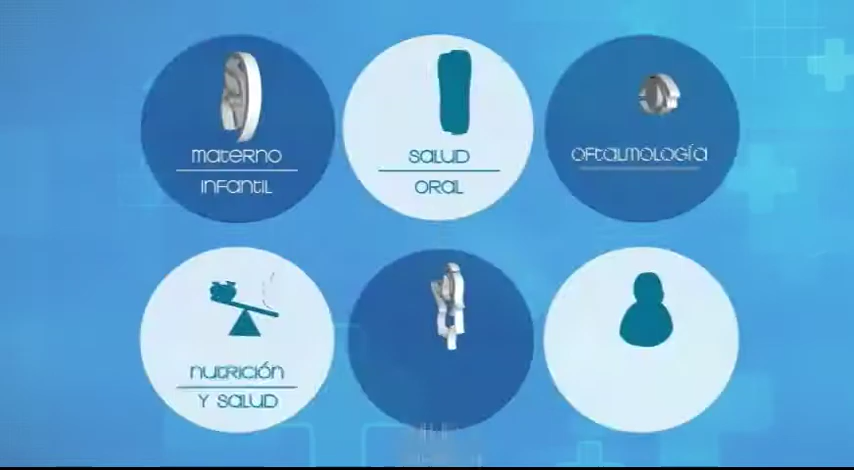 MATERNO
INFANTIL
SALUD
ORAL
OFTALMOLOGÍA
NUTRICIÓN
Y SALUD